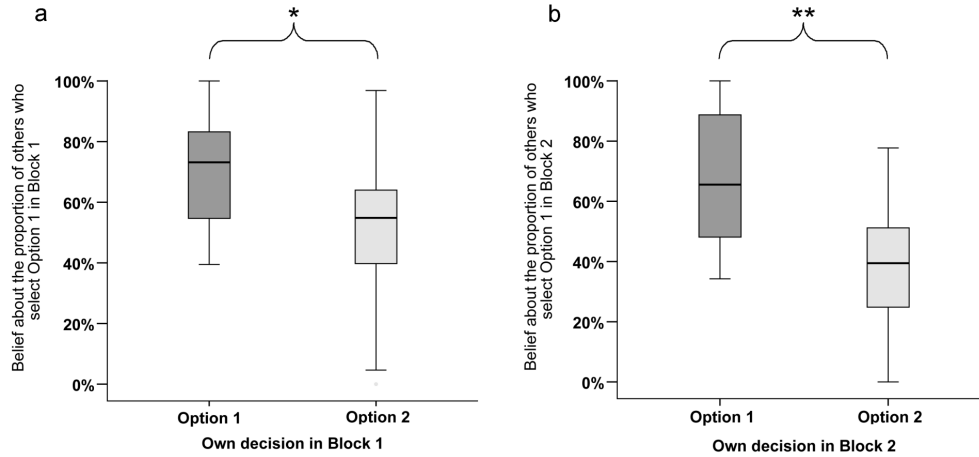 a
*
Belief about the proportion of others who
select Option 1 in Block 1
100%
80%
60%
40%
20%
0%
Option 1
Option 2
Own decision in Block 1
b
**
Belief about the proportion of others who
select Option 1 in Block 2
100%
80%
60%
40%
20%
0%
Option 1
Option 2
Own decision in Block 2